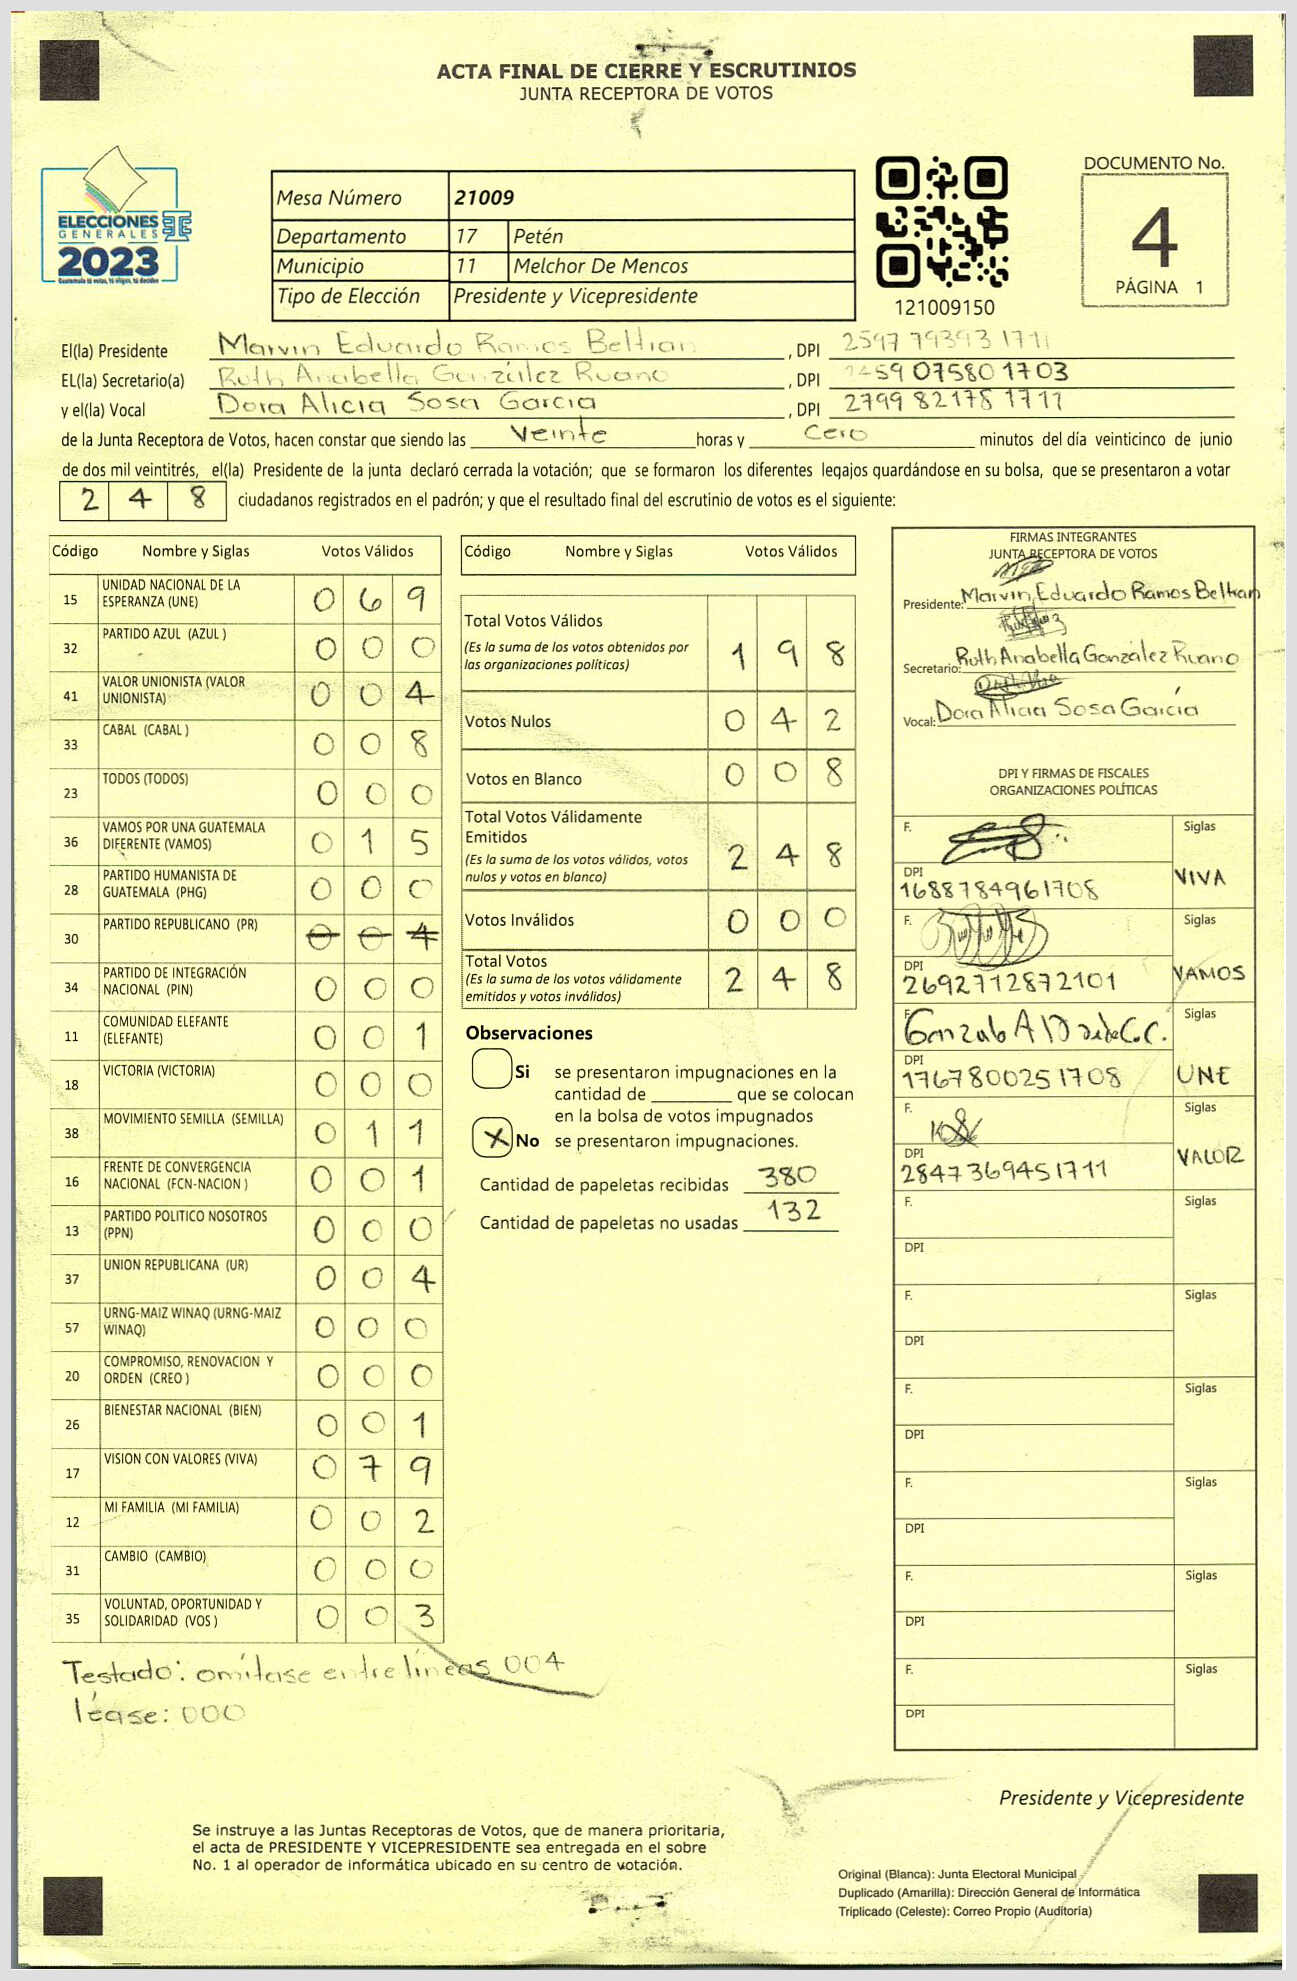 ACTA FINAL DE CIERRE Y ESCRUTINIOS
JUNTA RECEPTORA DE VOTOS
ELECCIONES
GENERALES
2023
Mesa Número 21009
Departamento 17 Petén
Municipio 11 Melchor De Mencos
Tipo de Elección Presidente y Vicepresidente
121009150
DOCUMENTO No.
4
PÁGINA 1
El(la) Presidente Marvin Eduardo Ramos Beltran, DPI 2597 79393 1711
EL(la) Secretario(a) Ruth Anabella González Ruano, DPI 459 07580 1703
y el(la) Vocal Dora Alicia Sosa Garcia, DPI 2799 82178 1711
de la Junta Receptora de Votos, hacen constar que siendo las Veinte horas y Cero minutos del día veinticinco de junio
de dos mil veintitrés, el(la) Presidente de la junta declaró cerrada la votación; que se formaron los diferentes legajos quardándose en su bolsa, que se presentaron a votar
2 4 8 ciudadanos registrados en el padrón; y que el resultado final del escrutinio de votos es el siguiente:
Código Nombre y Siglas Votos Válidos
15 UNIDAD NACIONAL DE LA ESPERANZA (UNE) 0 6 9
32 PARTIDO AZUL (AZUL ) 0 0 0
41 VALOR UNIONISTA (VALOR UNIONISTA) 0 0 4
33 CABAL (CABAL ) 0 0 8
23 TODOS (TODOS) 0 0 0
36 VAMOS POR UNA GUATEMALA DIFERENTE (VAMOS) 0 1 5
28 PARTIDO HUMANISTA DE GUATEMALA (PHG) 0 0 0
30 PARTIDO REPUBLICANO (PR) 0 0 4
34 PARTIDO DE INTEGRACIÓN NACIONAL (PIN) 0 0 0
11 COMUNIDAD ELEFANTE (ELEFANTE) 0 0 1
18 VICTORIA (VICTORIA) 0 0 0
38 MOVIMIENTO SEMILLA (SEMILLA) 0 1 1
16 FRENTE DE CONVERGENCIA NACIONAL (FCN-NACION ) 0 0 1
13 PARTIDO POLITICO NOSOTROS (PPN) 0 0 0
37 UNION REPUBLICANA (UR) 0 0 4
57 URNG-MAIZ WINAQ (URNG-MAIZ WINAQ) 0 0 0
20 COMPROMISO, RENOVACION Y ORDEN (CREO ) 0 0 0
26 BIENESTAR NACIONAL (BIEN) 0 0 1
17 VISION CON VALORES (VIVA) 0 7 9
12 MI FAMILIA (MI FAMILIA) 0 0 2
31 CAMBIO (CAMBIO) 0 0 0
35 VOLUNTAD, OPORTUNIDAD Y SOLIDARIDAD (VOS ) 0 0 3
Testado: omítase entre líneas 004
léase: 000
Código Nombre y Siglas Votos Válidos
Total Votos Válidos 1 9 8
(Es la suma de los votos obtenidos por
las organizaciones políticas)
Votos Nulos 0 4 2
Votos en Blanco 0 0 8
Total Votos Válidamente
Emitidos 2 4 8
(Es la suma de los votos válidos, votos
nulos y votos en blanco)
Votos Inválidos 0 0 0
Total Votos 2 4 8
(Es la suma de los votos válidamente
emitidos y votos inválidos)
Observaciones
Si se presentaron impugnaciones en la
cantidad de que se colocan
en la bolsa de votos impugnados
X No se presentaron impugnaciones.
Cantidad de papeletas recibidas 380
Cantidad de papeletas no usadas 132
FIRMAS INTEGRANTES
JUNTA RECEPTORA DE VOTOS
Presidente: Marvin Eduardo Ramos Beltran
Secretario: Ruth Anabella González Ruano
Vocal: Dora Alicia Sosa García
DPI Y FIRMAS DE FISCALES
ORGANIZACIONES POLÍTICAS
F. Siglas
DPI 1688784961708 VIVA
F. Siglas
DPI 2692712872101 VAMOS
F. Gonzalo Siglas
DPI 1767800251708 UNE
F. Siglas
DPI 2847369451711 VALOR
F. Siglas
DPI
F. Siglas
DPI
F. Siglas
DPI
F. Siglas
DPI
F. Siglas
DPI
F. Siglas
DPI
Presidente y Vicepresidente
Se instruye a las Juntas Receptoras de Votos, que de manera prioritaria,
el acta de PRESIDENTE Y VICEPRESIDENTE sea entregada en el sobre
No. 1 al operador de informática ubicado en su centro de votación.
Original (Blanca): Junta Electoral Municipal
Duplicado (Amarilla): Dirección General de Informática
Triplicado (Celeste): Correo Propio (Auditoría)